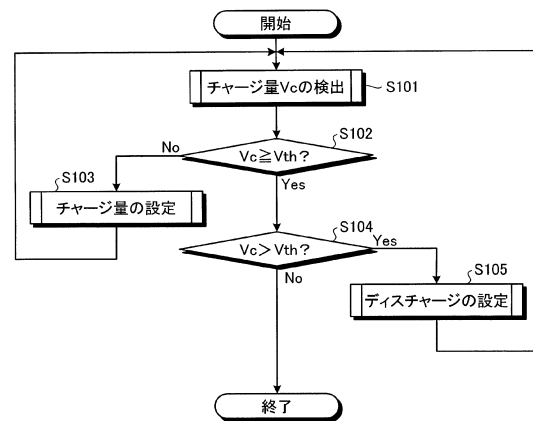 開始
チャージ量Vcの検出
S101
S102
No
Vc≧Vth?
Yes
S103
チャージ量の設定
S104
Vc>Vth?
Yes
No
S105
ディスチャージの設定
終了